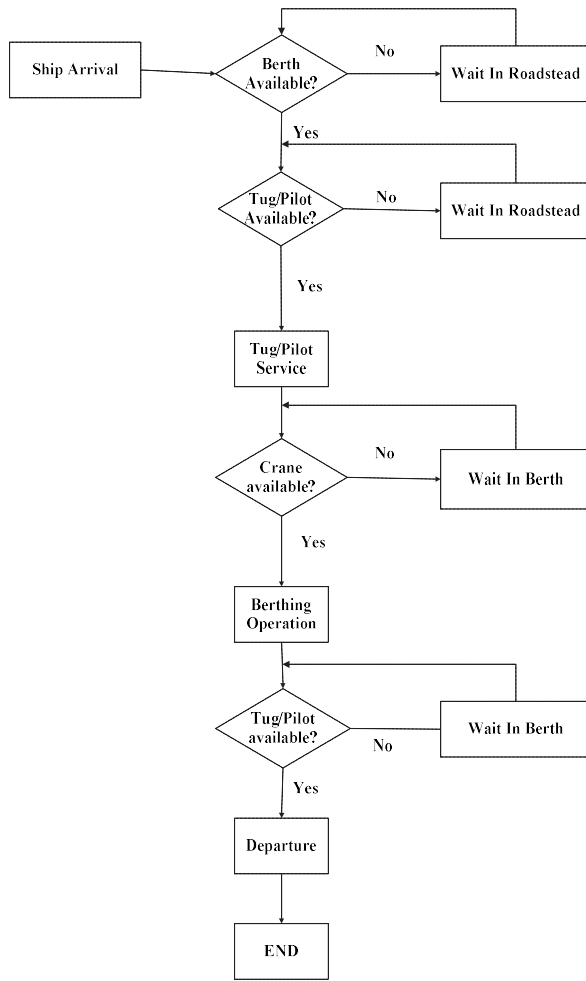 Ship Arrival
Berth
Available?
No
Wait In Roadstead
Yes
Tug/Pilot
Available?
No
Wait In Roadstead
Yes
Tug/Pilot
Service
Crane
available?
No
Wait In Berth
Yes
Berthing
Operation
Tug/Pilot
available?
No
Wait In Berth
Yes
Departure
END